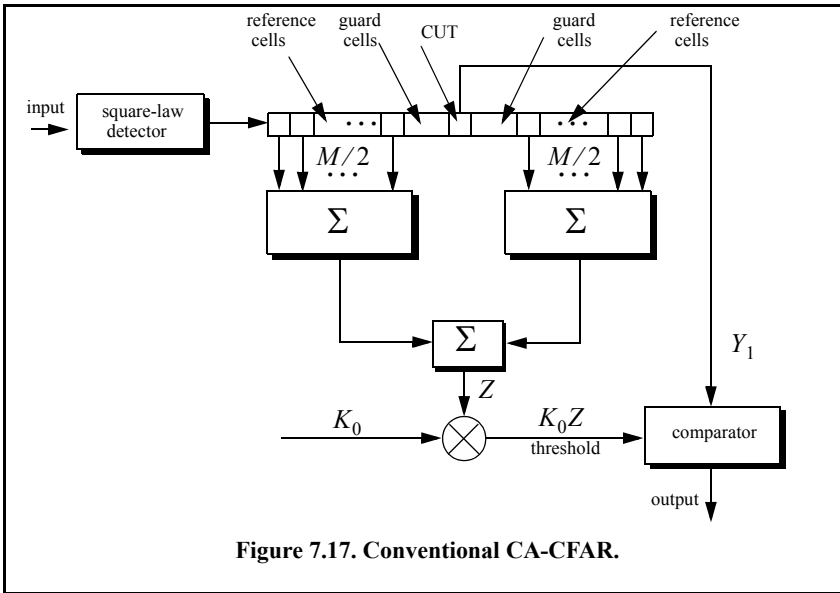 reference cells
guard cells
CUT
guard cells
reference cells
input
square-law
detector
• • •
• • •
M/2
• • •
M/2
• • •
Σ
Σ
Σ
Y₁
Z
K₀
K₀Z
threshold
comparator
output
Figure 7.17. Conventional CA-CFAR.